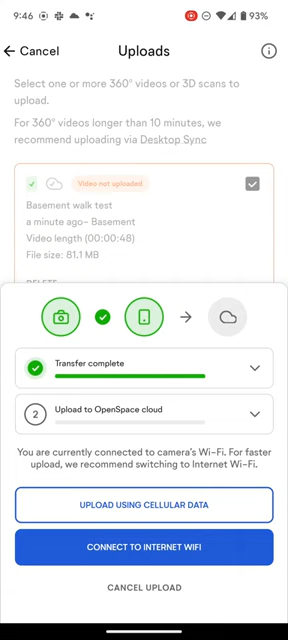 9:46
93%
Cancel
Uploads
Select one or more 360° videos or 3D scans to
upload.
For 360° videos longer than 10 minutes, we
recommend uploading via Desktop Sync
Video not uploaded
Basement walk test
a minute ago– Basement
Video length (00:00:48)
File size: 81.1 MB
DELETE
Transfer complete
2
Upload to OpenSpace cloud
You are currently connected to camera's Wi-Fi. For faster
upload, we recommend switching to Internet Wi-Fi.
UPLOAD USING CELLULAR DATA
CONNECT TO INTERNET WIFI
CANCEL UPLOAD